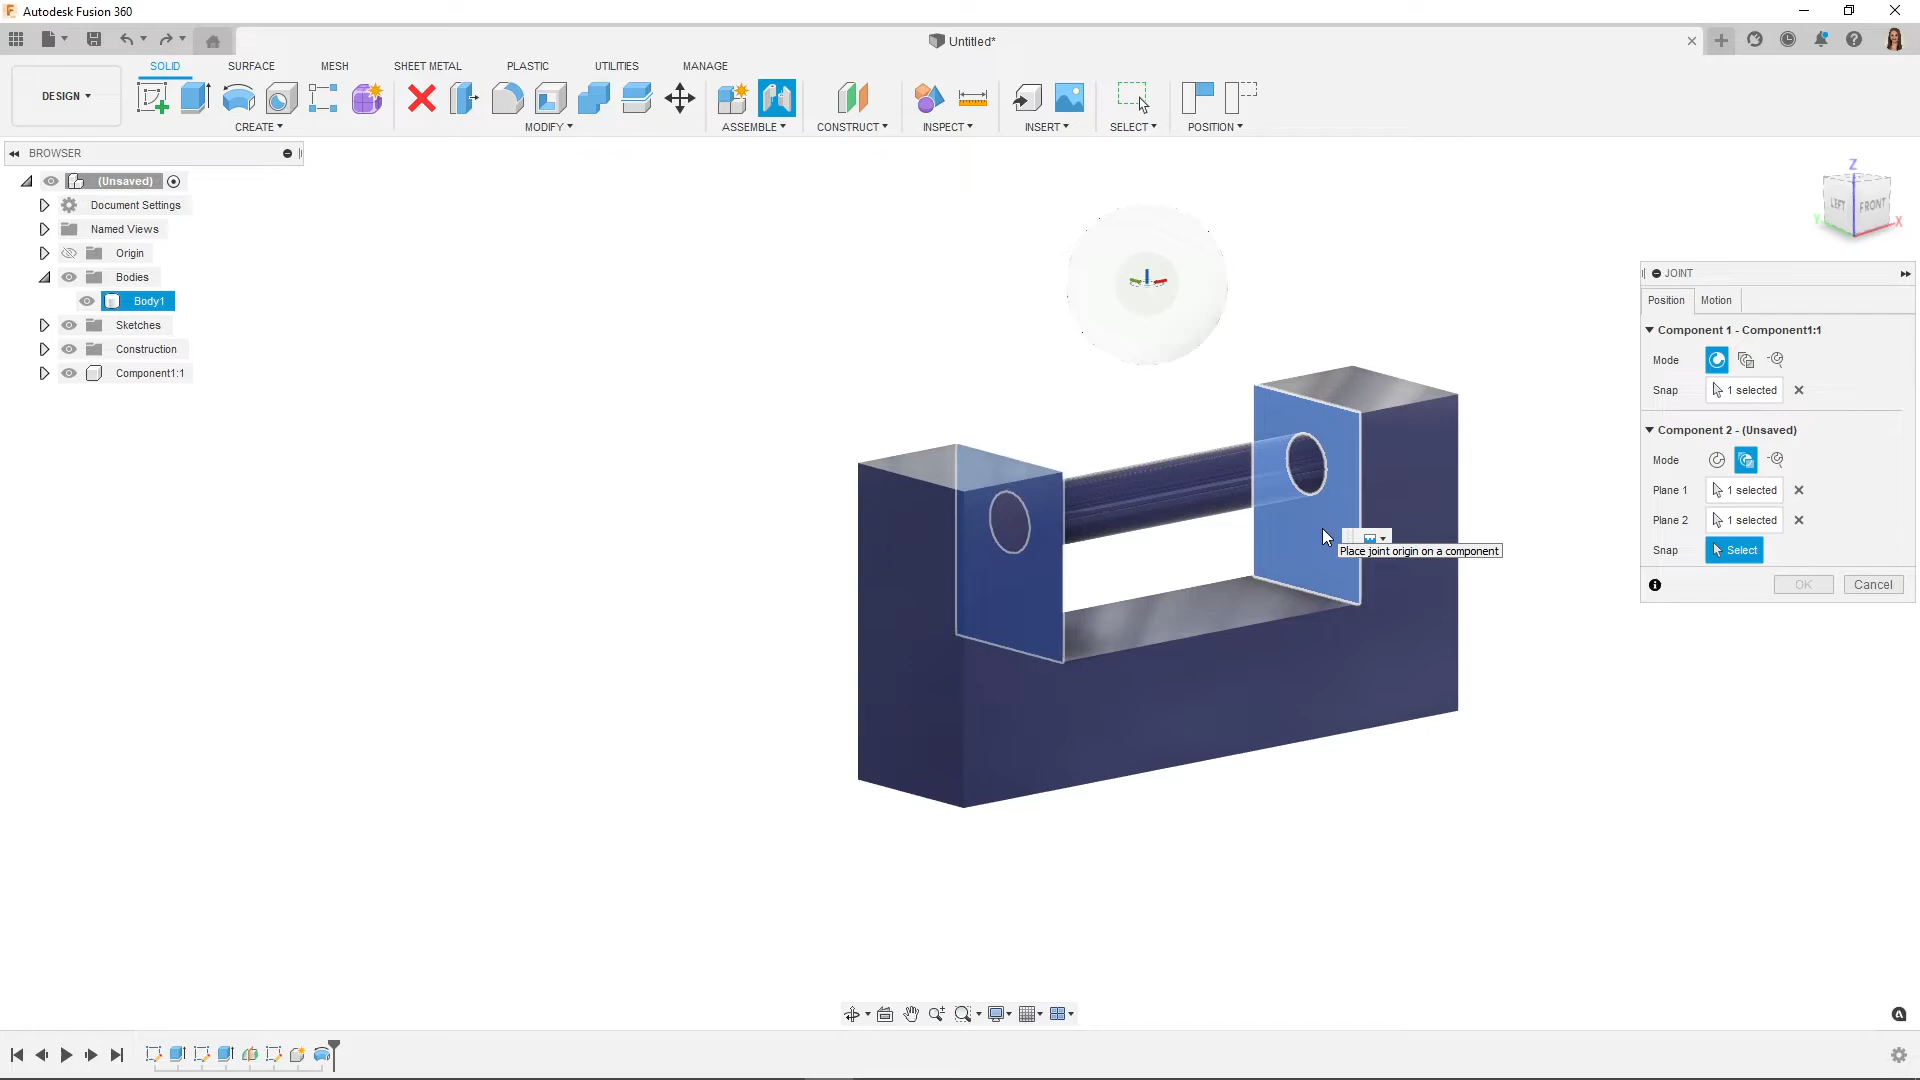 Autodesk Fusion 360
Untitled*
SOLID SURFACE MESH SHEET METAL PLASTIC UTILITIES MANAGE
DESIGN
CREATE MODIFY ASSEMBLE CONSTRUCT INSPECT INSERT SELECT POSITION
BROWSER
(Unsaved)
Document Settings
Named Views
Origin
Bodies
Body1
Sketches
Construction
Component1:1
Z
LEFT FRONT
Y X
JOINT
Position Motion
Component 1 - Component1:1
Mode
Snap 1 selected
Component 2 - (Unsaved)
Mode
Plane 1 1 selected
Plane 2 1 selected
Snap Select
OK Cancel
Place joint origin on a component